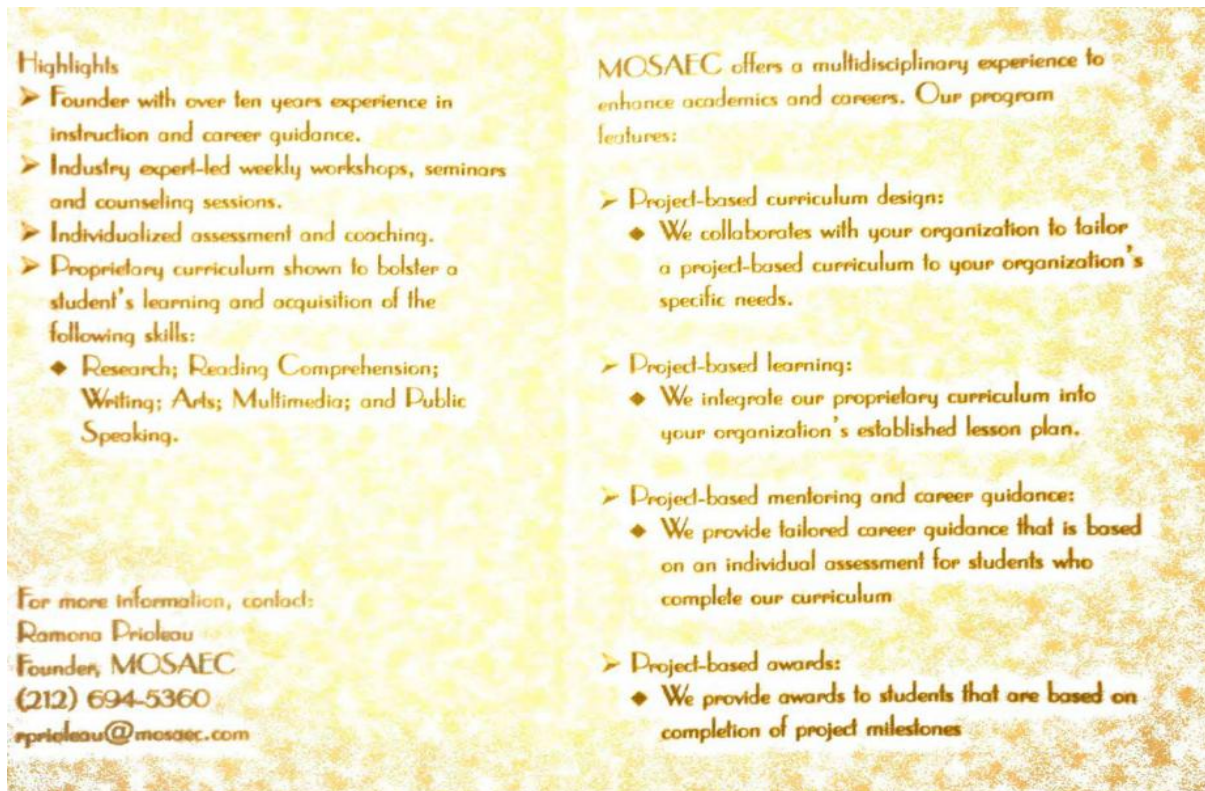 Highlights
➤ Founder with over ten years experience in
instruction and career guidance.
➤ Industry expert-led weekly workshops, seminars
and counseling sessions.
➤ Individualized assessment and coaching.
➤ Proprietary curriculum shown to bolster a
student's learning and acquisition of the
following skills:
◆ Research; Reading Comprehension;
Writing; Arts; Multimedia; and Public
Speaking.
For more information, contact:
Ramona Prioleau
Founder, MOSAEC
(212) 694-5360
rprioleau@mosaec.com
MOSAEC offers a multidisciplinary experience to
enhance academics and careers. Our program
features:
➤ Project-based curriculum design:
◆ We collaborates with your organization to tailor
a project-based curriculum to your organization's
specific needs.
➤ Project-based learning:
◆ We integrate our proprietary curriculum into
your organization's established lesson plan.
➤ Project-based mentoring and career guidance:
◆ We provide tailored career guidance that is based
on an individual assessment for students who
complete our curriculum
➤ Project-based awards:
◆ We provide awards to students that are based on
completion of project milestones